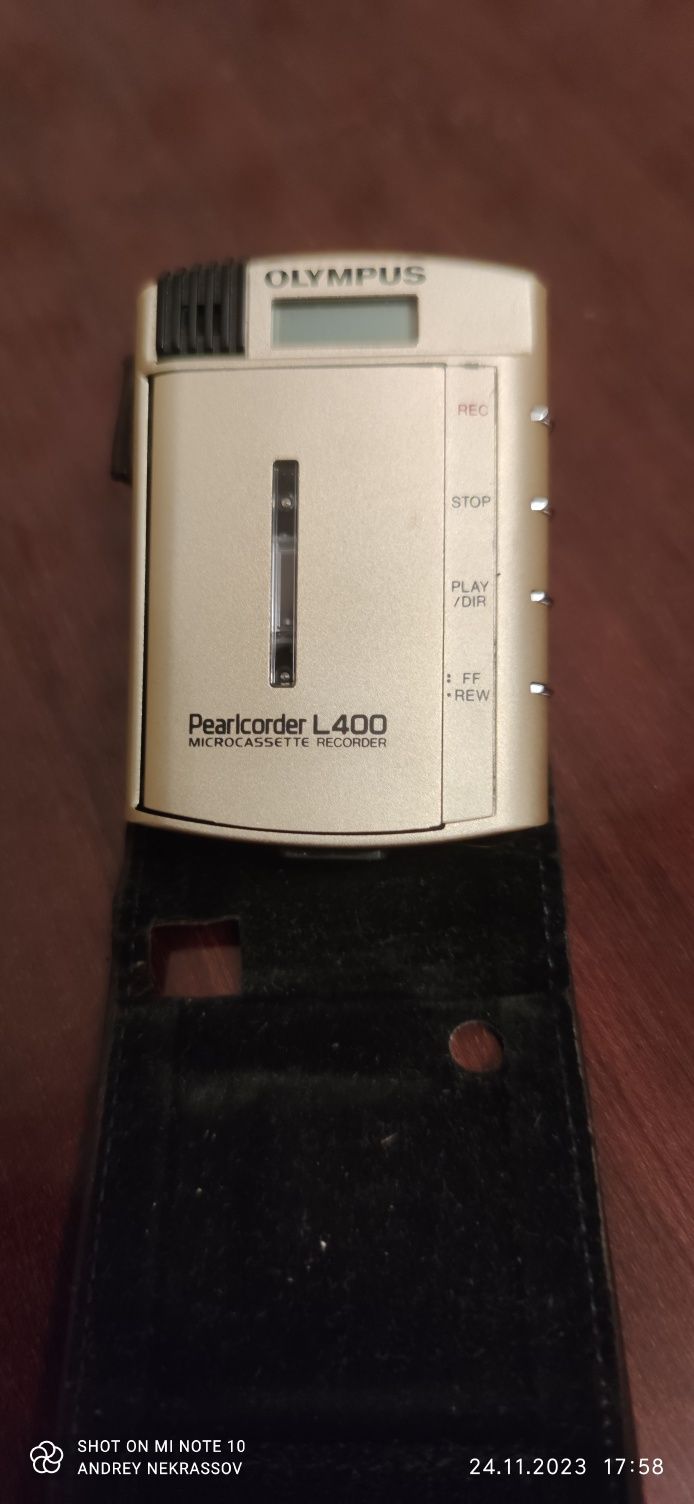 OLYMPUS
REC
STOP
PLAY
/DIR
: FF
• REW
Pearlcorder L400
MICROCASSETTE RECORDER
SHOT ON MI NOTE 10
ANDREY NEKRASSOV
24.11.2023 17:58